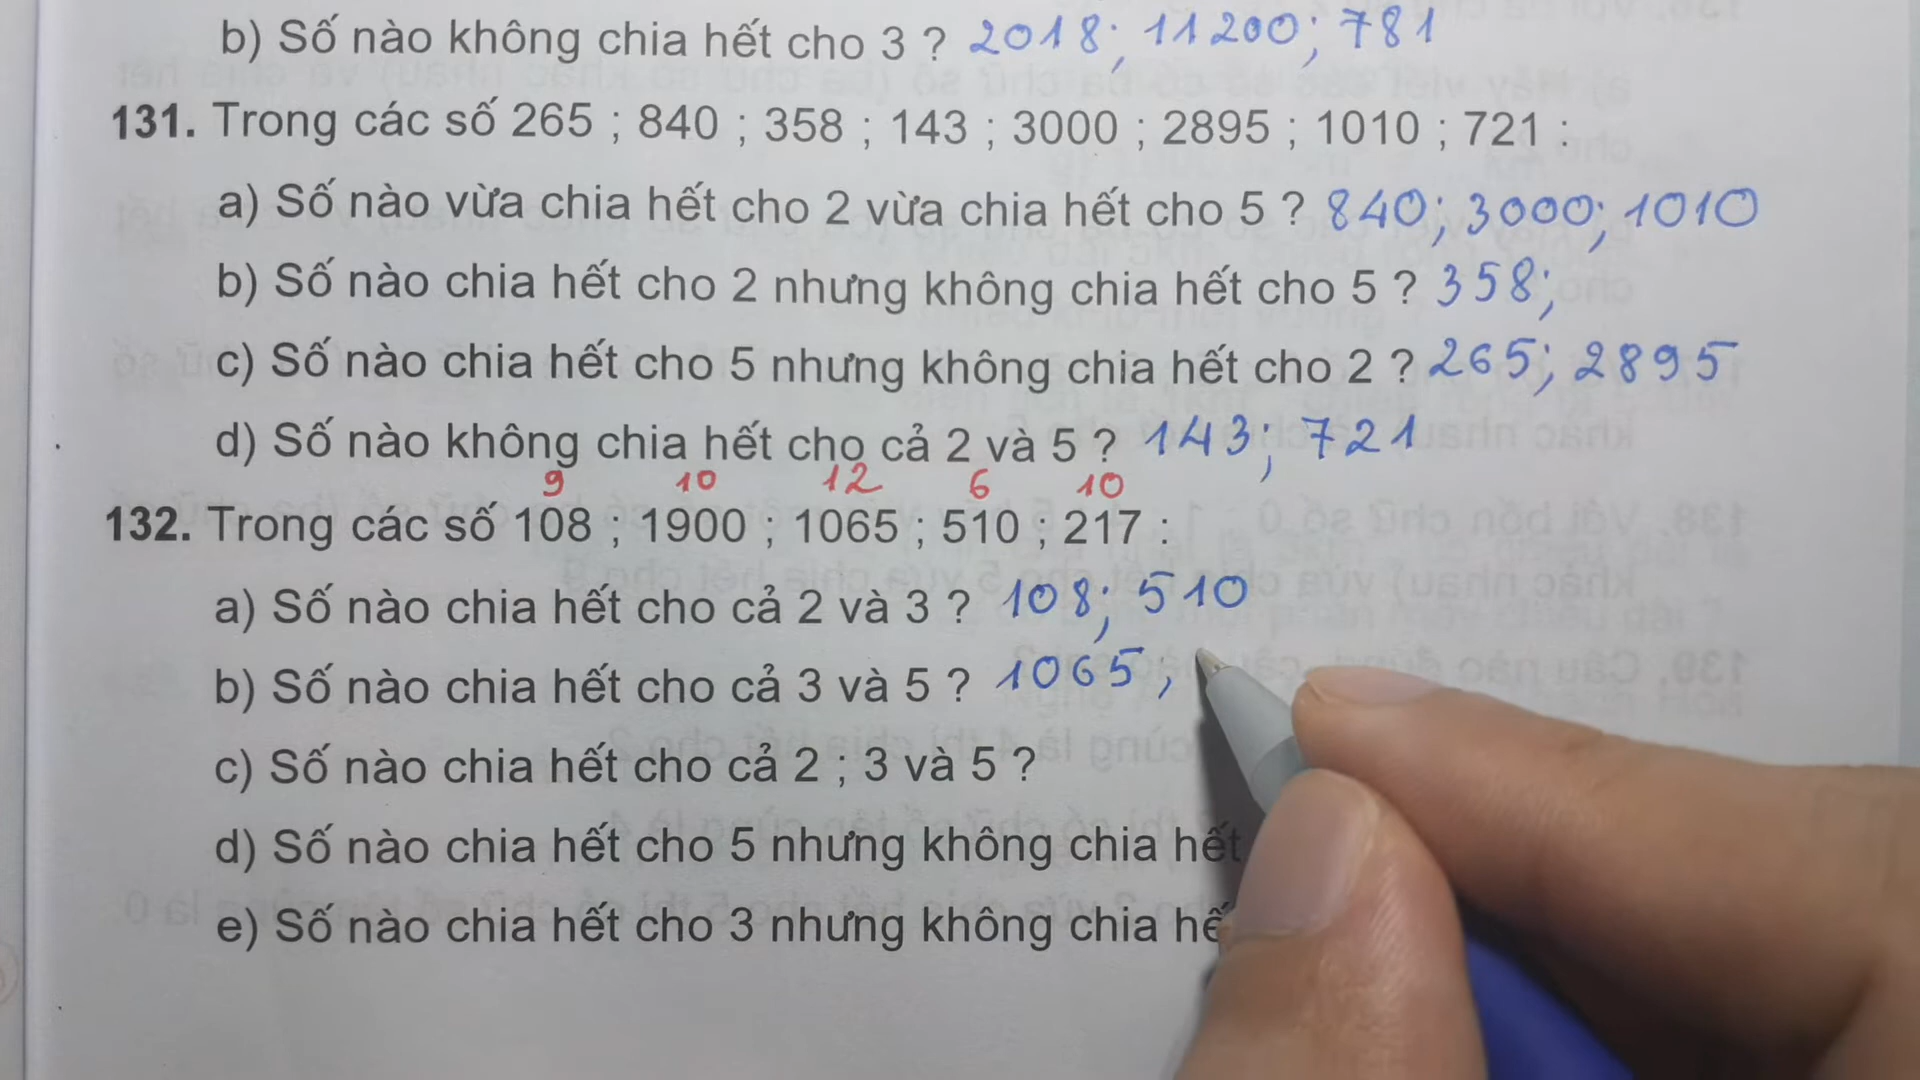 b) Số nào không chia hết cho 3 ? 2018; 11200; 781
131. Trong các số 265 ; 840 ; 358 ; 143 ; 3000 ; 2895 ; 1010 ; 721 :
a) Số nào vừa chia hết cho 2 vừa chia hết cho 5 ? 840; 3000; 1010
b) Số nào chia hết cho 2 nhưng không chia hết cho 5 ? 358;
c) Số nào chia hết cho 5 nhưng không chia hết cho 2 ? 265; 2895
d) Số nào không chia hết cho cả 2 và 5 ? 143; 721
9 10 12 6 10
132. Trong các số 108 ; 1900 ; 1065 ; 510 ; 217 :
a) Số nào chia hết cho cả 2 và 3 ? 108; 510
b) Số nào chia hết cho cả 3 và 5 ? 1065;
c) Số nào chia hết cho cả 2 ; 3 và 5 ?
d) Số nào chia hết cho 5 nhưng không chia hết
e) Số nào chia hết cho 3 nhưng không chia hế